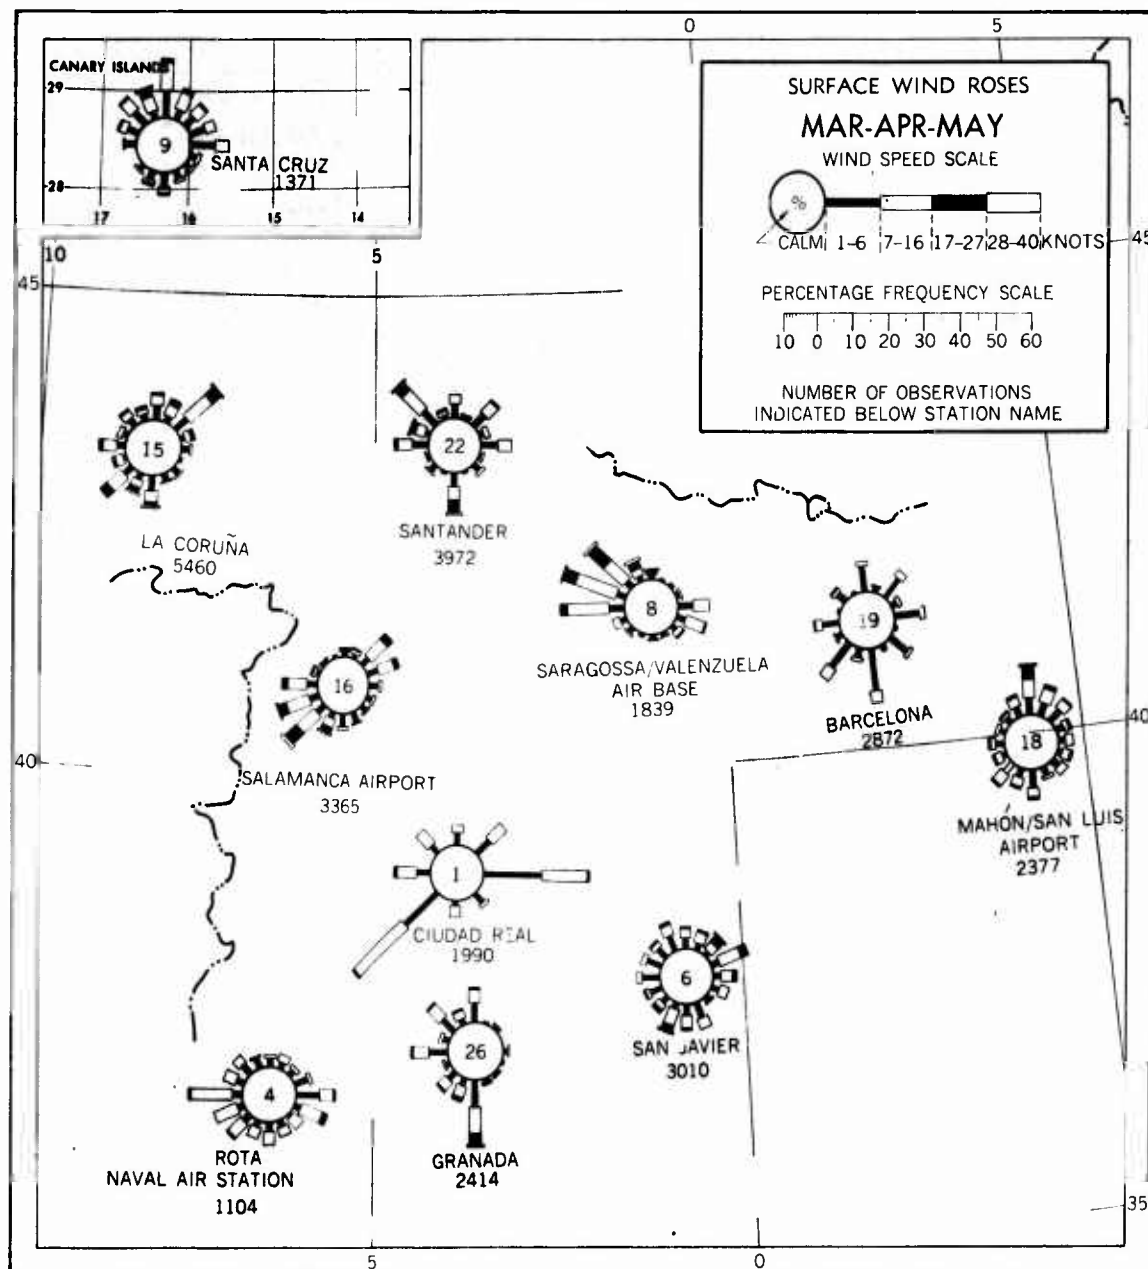 0 5
CANARY ISLANDS
29
9
SANTA CRUZ
1371
28
17 16 15 14
SURFACE WIND ROSES
MAR-APR-MAY
WIND SPEED SCALE
%
CALM 1-6 7-16 17-27 28-40 KNOTS
PERCENTAGE FREQUENCY SCALE
10 0 10 20 30 40 50 60
NUMBER OF OBSERVATIONS
INDICATED BELOW STATION NAME
10 5
45 45
15
LA CORUÑA
5460
22
SANTANDER
3972
8
SARAGOSSA/VALENZUELA
AIR BASE
1839
19
BARCELONA
2872
16
SALAMANCA AIRPORT
3365
40 40
18
MAHÓN/SAN LUIS
AIRPORT
2377
1
CIUDAD REAL
1990
6
SAN JAVIER
3010
26
GRANADA
2414
4
ROTA
NAVAL AIR STATION
1104
35
5 0